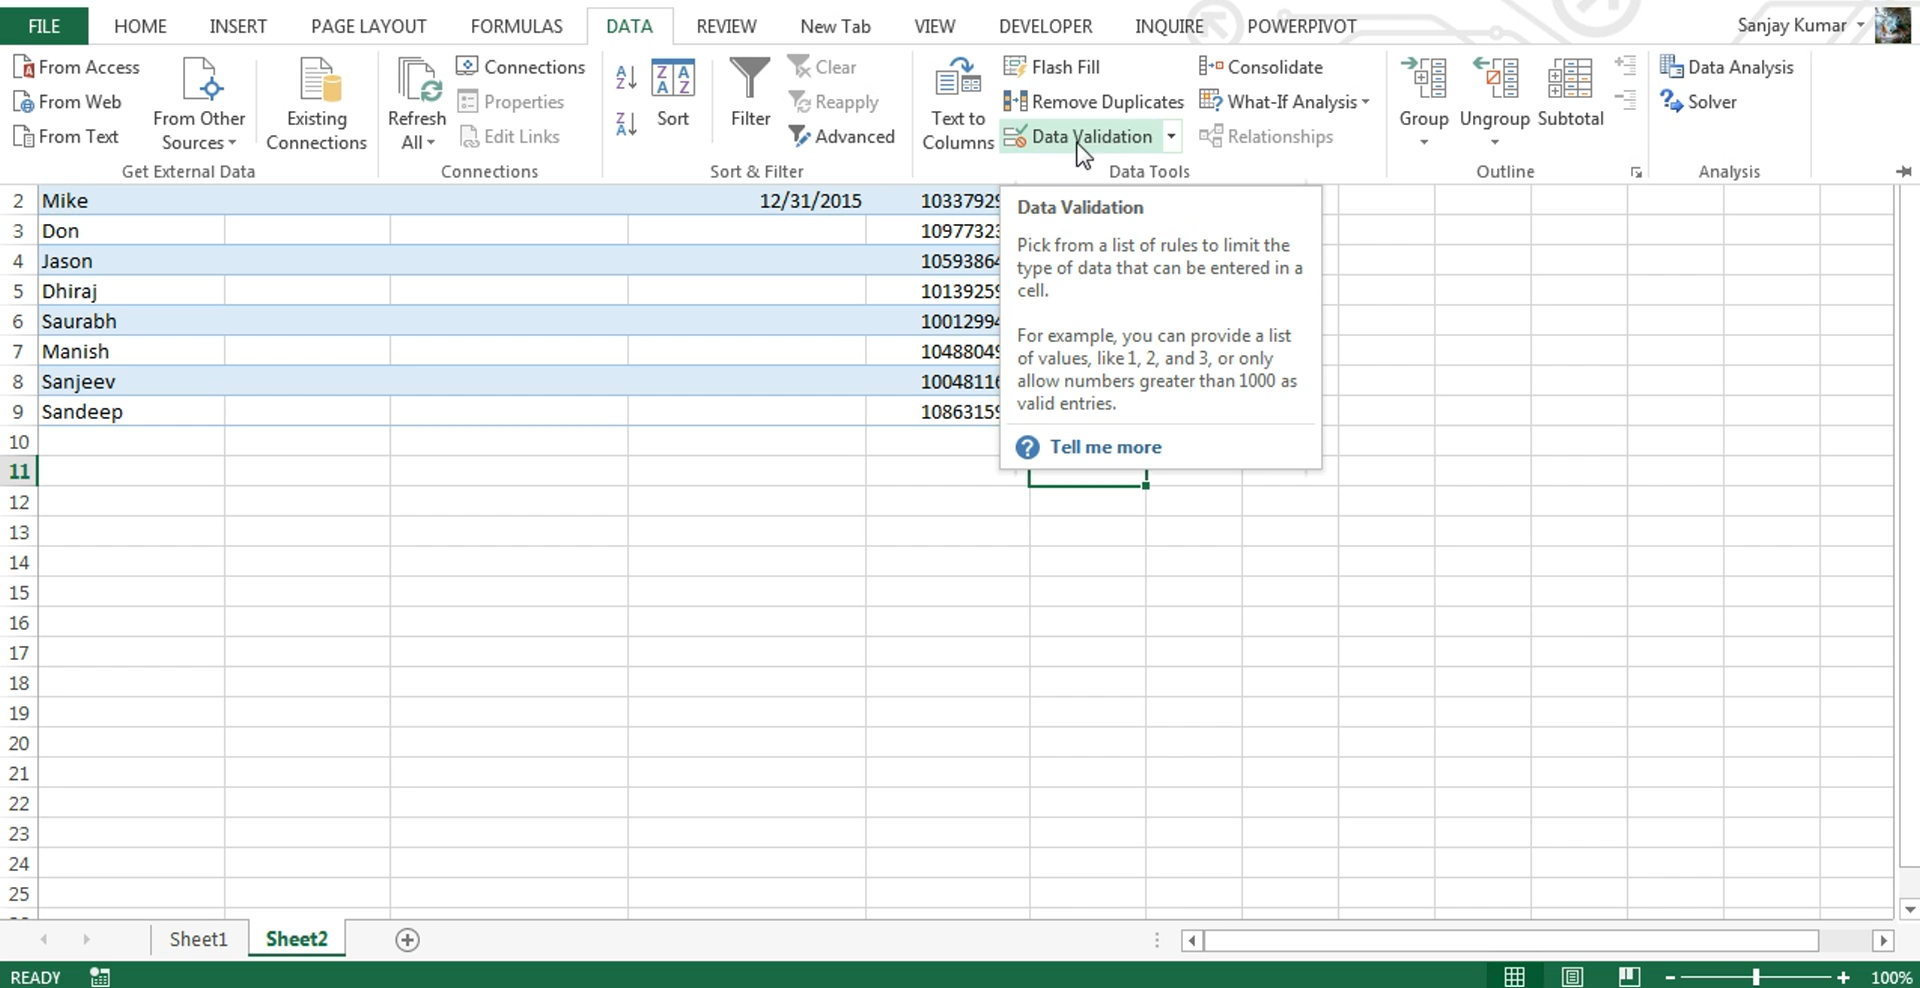 FILE HOME INSERT PAGE LAYOUT FORMULAS DATA REVIEW New Tab VIEW DEVELOPER INQUIRE POWERPIVOT Sanjay Kumar
From Access
From Web
From Text
From Other
Sources
Existing
Connections
Get External Data
Refresh
All
Connections
Properties
Edit Links
Connections
Sort
Filter
Clear
Reapply
Advanced
Sort & Filter
Text to
Columns
Flash Fill
Remove Duplicates
Data Validation
Consolidate
What-If Analysis
Relationships
Data Tools
Group
Ungroup
Subtotal
Outline
Data Analysis
Solver
Analysis
2 Mike 12/31/2015 10337929
3 Don 10977323
4 Jason 10593864
5 Dhiraj 10139259
6 Saurabh 10012994
7 Manish 10488049
8 Sanjeev 10048116
9 Sandeep 10863159
10
11
12
13
14
15
16
17
18
19
20
21
22
23
24
25
Data Validation
Pick from a list of rules to limit the
type of data that can be entered in a
cell.
For example, you can provide a list
of values, like 1, 2, and 3, or only
allow numbers greater than 1000 as
valid entries.
? Tell me more
Sheet1 Sheet2
READY 100%